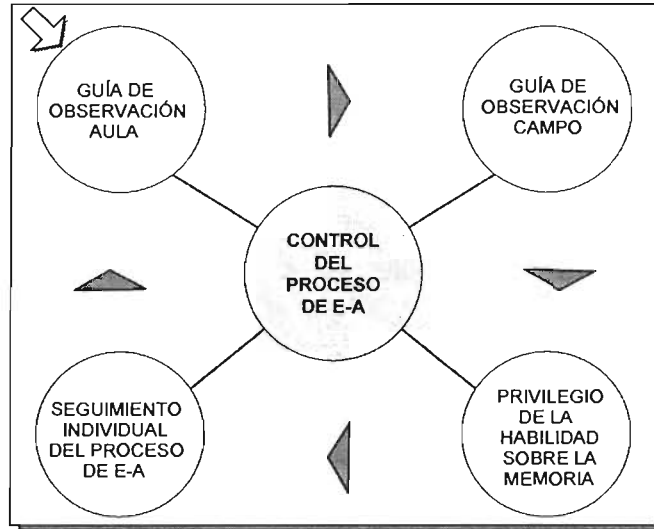 GUÍA DE
OBSERVACIÓN
AULA
GUÍA DE
OBSERVACIÓN
CAMPO
CONTROL
DEL
PROCESO
DE E-A
SEGUIMIENTO
INDIVIDUAL
DEL PROCESO
DE E-A
PRIVILEGIO
DE LA
HABILIDAD
SOBRE LA
MEMORIA